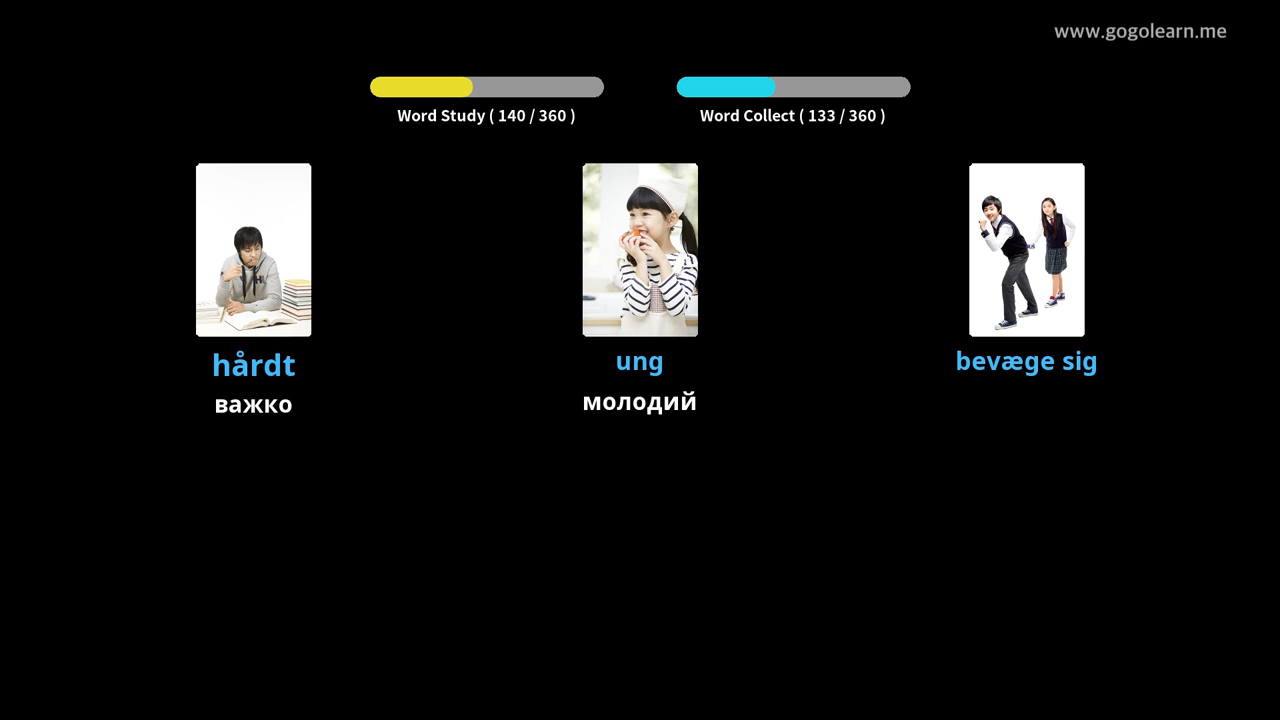 www.gogolearn.me
Word Study ( 140 / 360 )
Word Collect ( 133 / 360 )
hårdt
ung
bevæge sig
важко
молодий